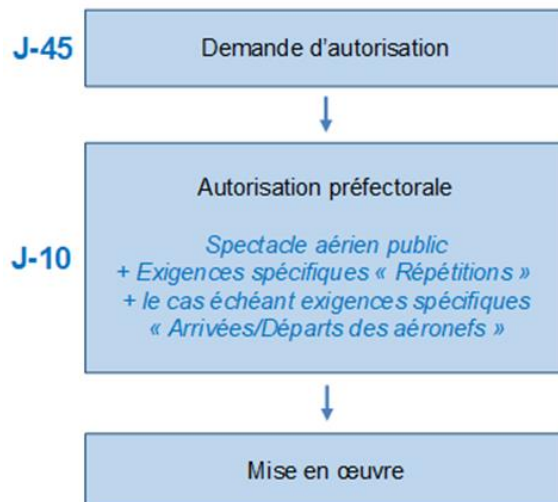 J-45
Demande d'autorisation
Autorisation préfectorale
J-10
Spectacle aérien public
+ Exigences spécifiques « Répétitions »
+ le cas échéant exigences spécifiques
« Arrivées/Départs des aéronefs »
Mise en œuvre